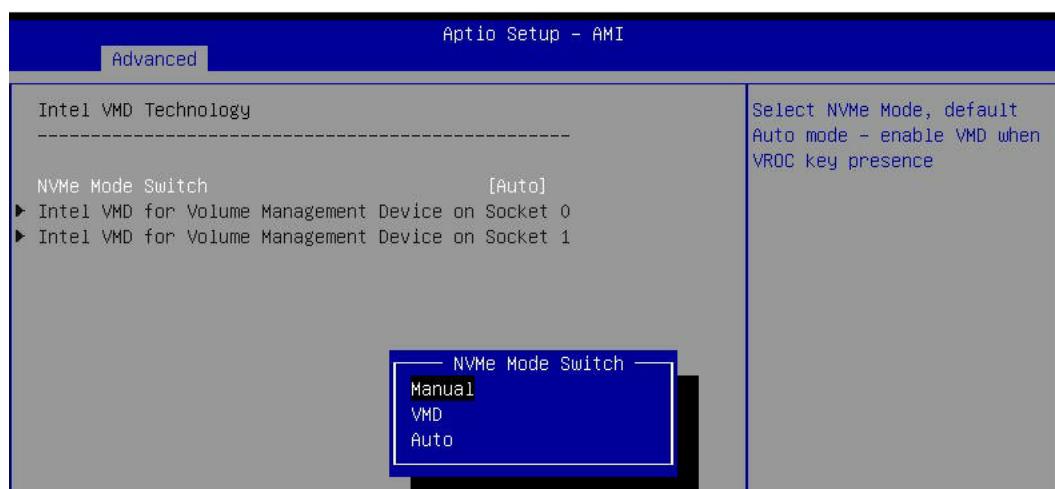 Aptio Setup – AMI
Advanced
Intel VMD Technology
--------------------------------------------------
NVMe Mode Switch [Auto]
Intel VMD for Volume Management Device on Socket 0
Intel VMD for Volume Management Device on Socket 1
Select NVMe Mode, default
Auto mode – enable VMD when
VROC key presence
NVMe Mode Switch
Manual
VMD
Auto